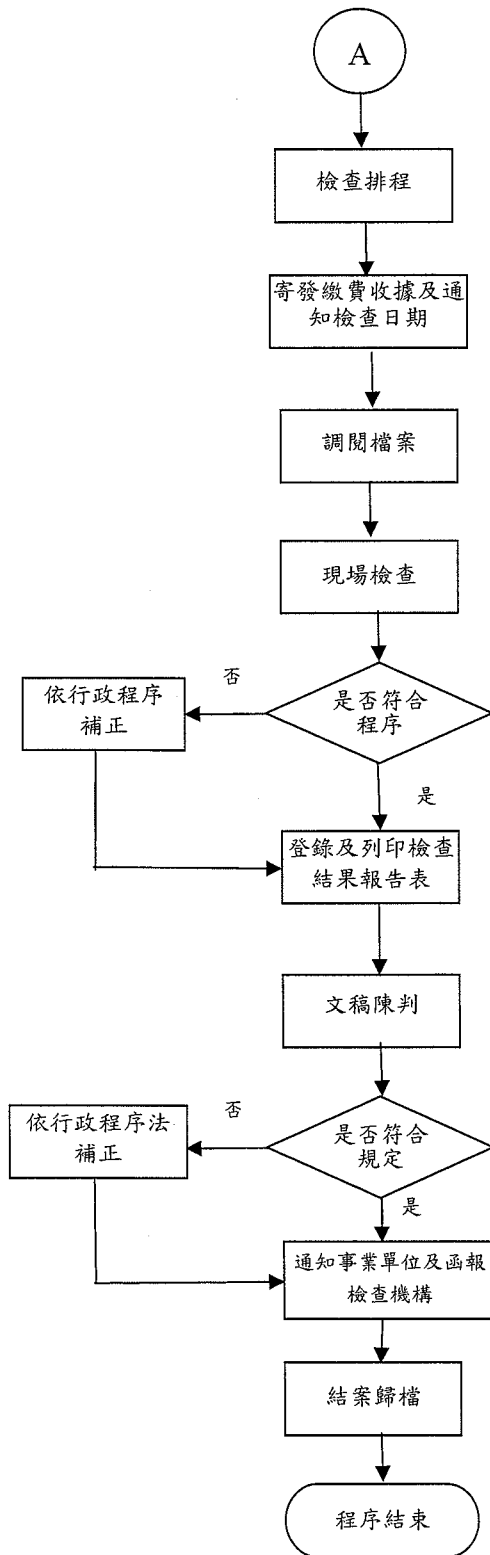 A
檢查排程
寄發繳費收據及通
知檢查日期
調閱檔案
現場檢查
是否符合
程序
否
依行政程序
補正
是
登錄及列印檢查
結果報告表
文稿陳判
是否符合
規定
否
依行政程序法
補正
是
通知事業單位及函報
檢查機構
結案歸檔
程序結束